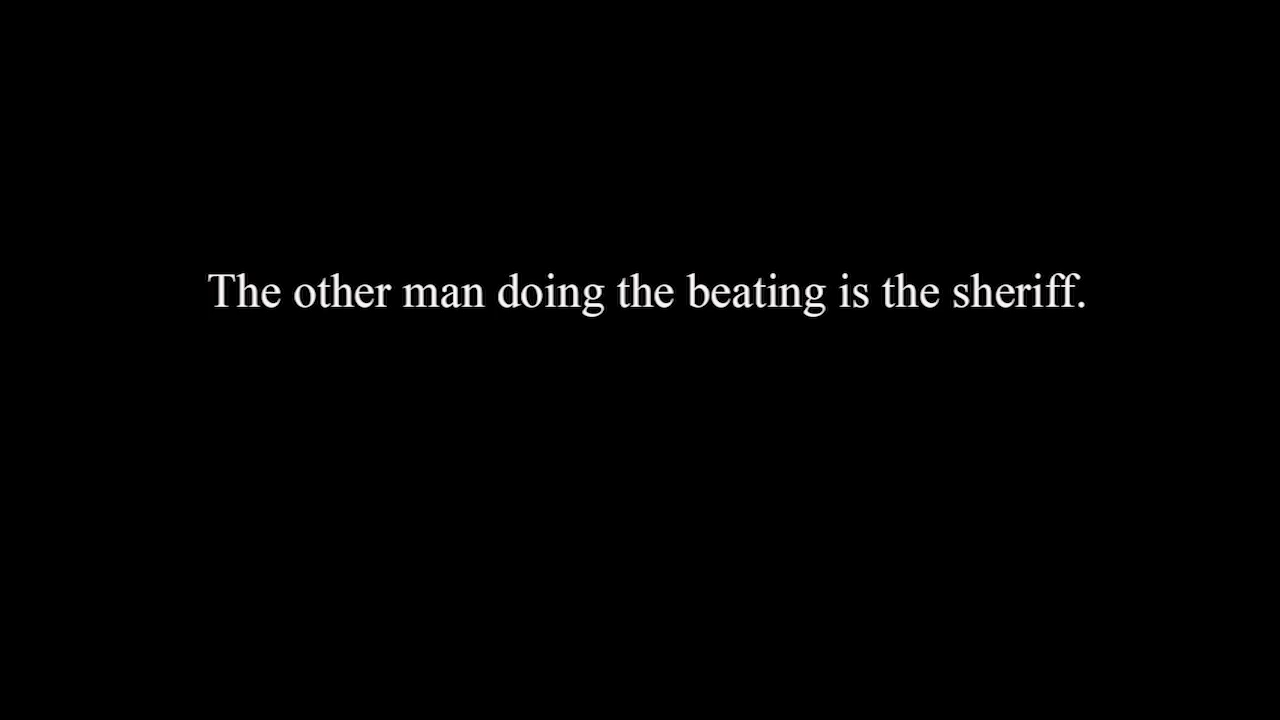 The other man doing the beating is the sheriff.